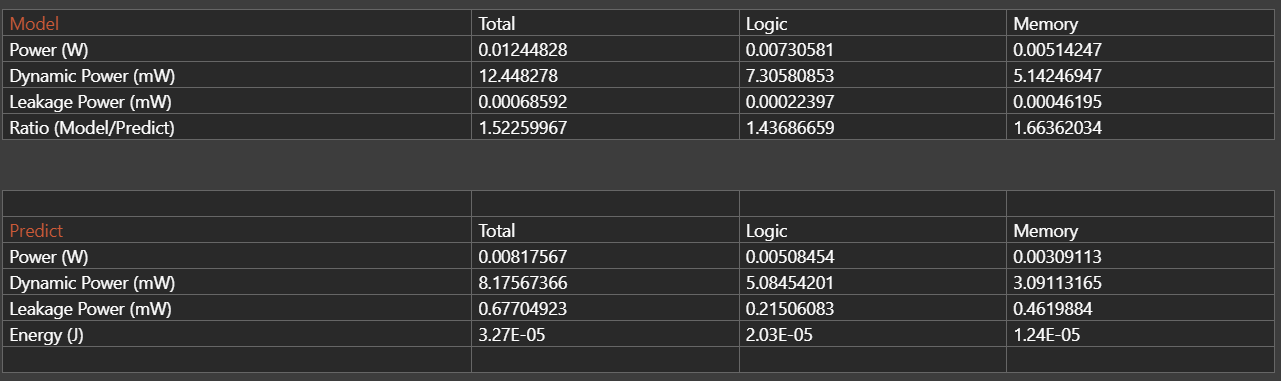 Model Total Logic Memory
Power (W) 0.01244828 0.00730581 0.00514247
Dynamic Power (mW) 12.448278 7.30580853 5.14246947
Leakage Power (mW) 0.00068592 0.00022397 0.00046195
Ratio (Model/Predict) 1.52259967 1.43686659 1.66362034
Predict Total Logic Memory
Power (W) 0.00817567 0.00508454 0.00309113
Dynamic Power (mW) 8.17567366 5.08454201 3.09113165
Leakage Power (mW) 0.67704923 0.21506083 0.4619884
Energy (J) 3.27E-05 2.03E-05 1.24E-05